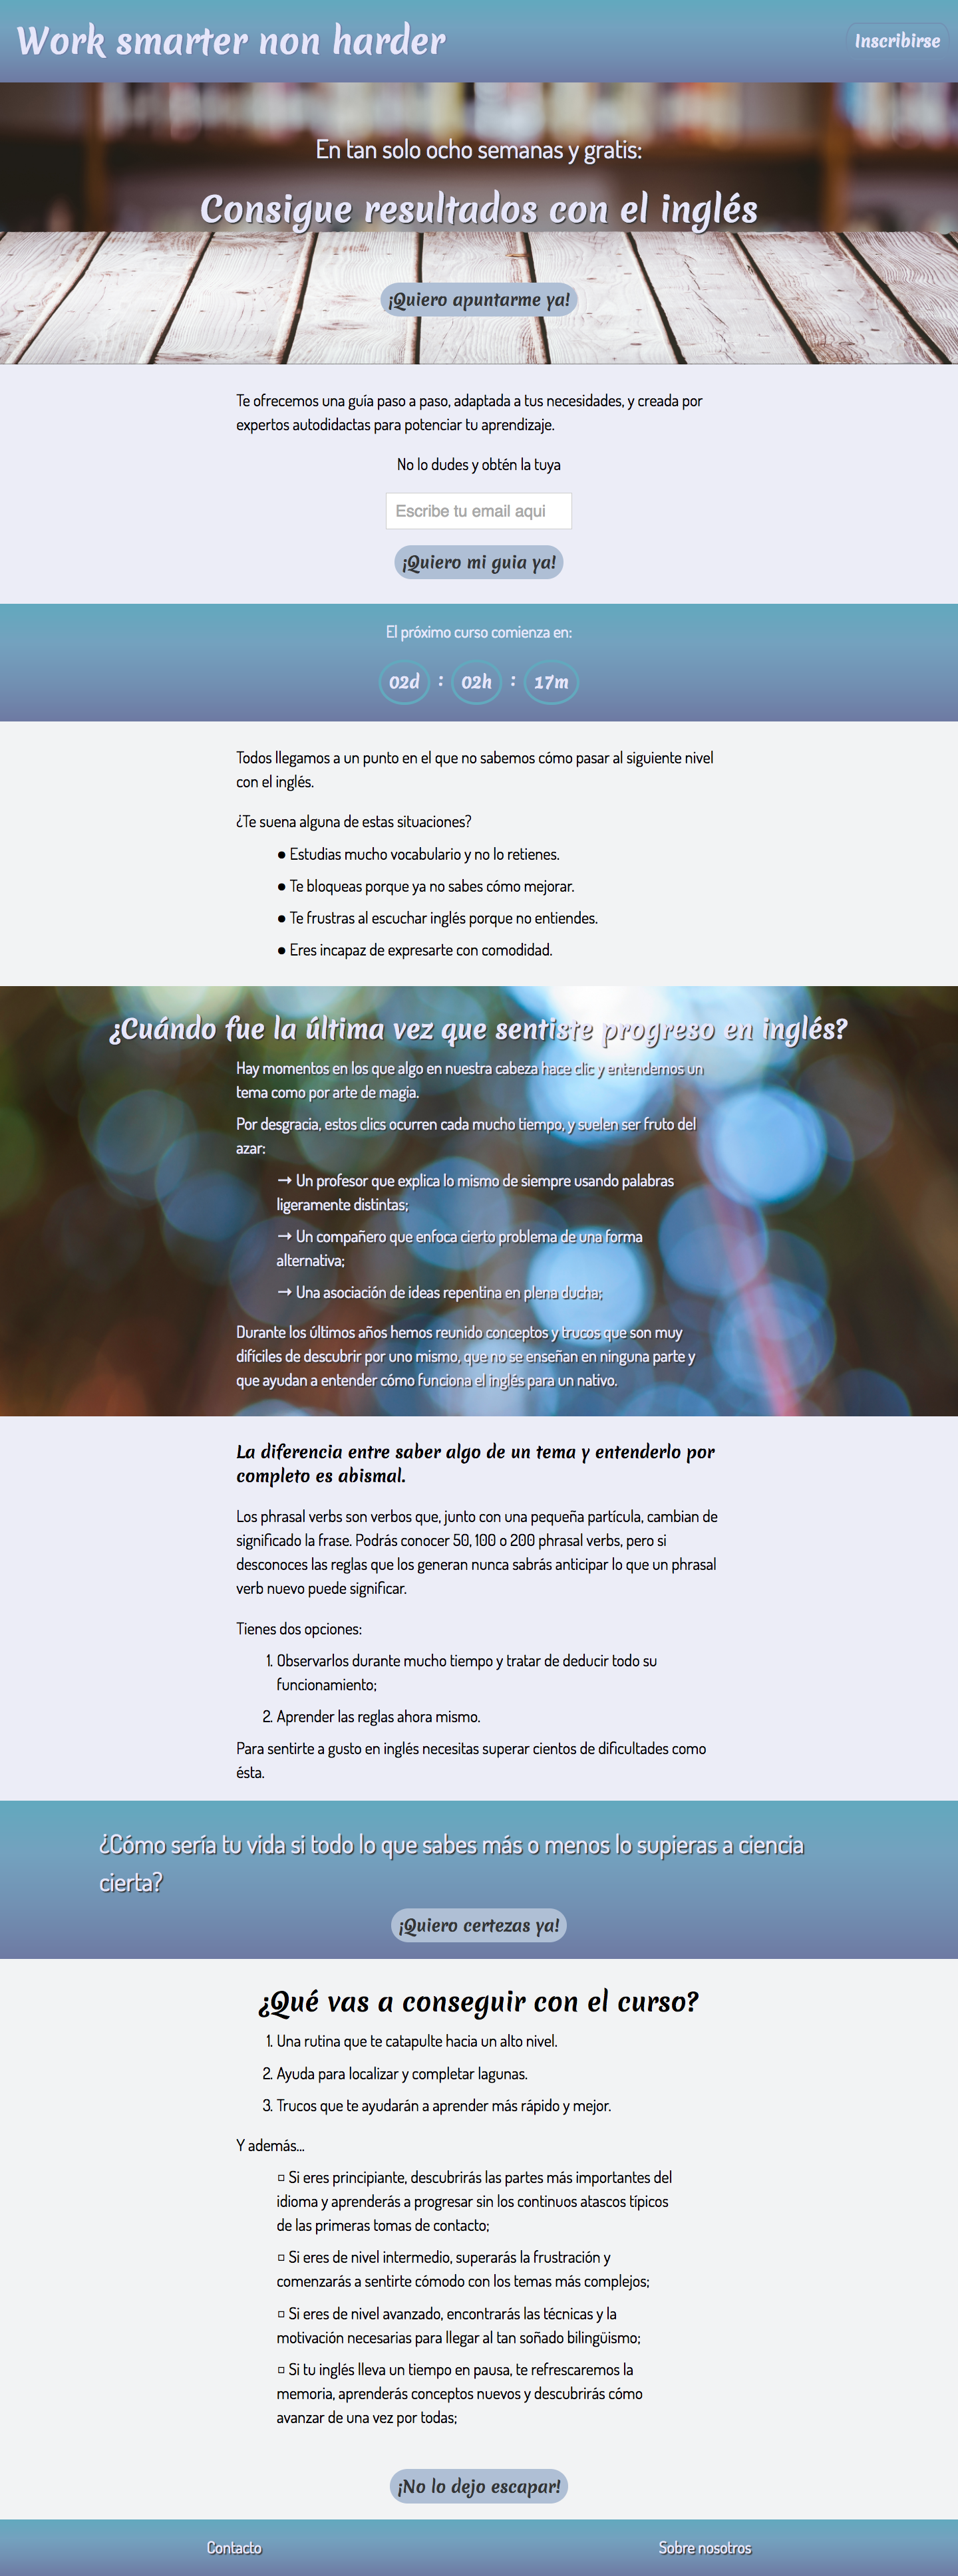 Work smarter non harder
Inscribirse
En tan solo ocho semanas y gratis:
Consigue resultados con el inglés
¡Quiero apuntarme ya!
Te ofrecemos una guía paso a paso, adaptada a tus necesidades, y creada por
expertos autodidactas para potenciar tu aprendizaje.
No lo dudes y obtén la tuya
Escribe tu email aqui
¡Quiero mi guia ya!
El próximo curso comienza en:
02d : 02h : 17m
Todos llegamos a un punto en el que no sabemos cómo pasar al siguiente nivel
con el inglés.
¿Te suena alguna de estas situaciones?
● Estudias mucho vocabulario y no lo retienes.
● Te bloqueas porque ya no sabes cómo mejorar.
● Te frustras al escuchar inglés porque no entiendes.
● Eres incapaz de expresarte con comodidad.
¿Cuándo fue la última vez que sentiste progreso en inglés?
Hay momentos en los que algo en nuestra cabeza hace clic y entendemos un
tema como por arte de magia.
Por desgracia, estos clics ocurren cada mucho tiempo, y suelen ser fruto del
azar:
→ Un profesor que explica lo mismo de siempre usando palabras
ligeramente distintas;
→ Un compañero que enfoca cierto problema de una forma
alternativa;
→ Una asociación de ideas repentina en plena ducha;
Durante los últimos años hemos reunido conceptos y trucos que son muy
difíciles de descubrir por uno mismo, que no se enseñan en ninguna parte y
que ayudan a entender cómo funciona el inglés para un nativo.
La diferencia entre saber algo de un tema y entenderlo por
completo es abismal.
Los phrasal verbs son verbos que, junto con una pequeña partícula, cambian de
significado la frase. Podrás conocer 50, 100 o 200 phrasal verbs, pero si
desconoces las reglas que los generan nunca sabrás anticipar lo que un phrasal
verb nuevo puede significar.
Tienes dos opciones:
1. Observarlos durante mucho tiempo y tratar de deducir todo su
funcionamiento;
2. Aprender las reglas ahora mismo.
Para sentirte a gusto en inglés necesitas superar cientos de dificultades como
ésta.
¿Cómo sería tu vida si todo lo que sabes más o menos lo supieras a ciencia
cierta?
¡Quiero certezas ya!
¿Qué vas a conseguir con el curso?
1. Una rutina que te catapulte hacia un alto nivel.
2. Ayuda para localizar y completar lagunas.
3. Trucos que te ayudarán a aprender más rápido y mejor.
Y además...
▫ Si eres principiante, descubrirás las partes más importantes del
idioma y aprenderás a progresar sin los continuos atascos típicos
de las primeras tomas de contacto;
▫ Si eres de nivel intermedio, superarás la frustración y
comenzarás a sentirte cómodo con los temas más complejos;
▫ Si eres de nivel avanzado, encontrarás las técnicas y la
motivación necesarias para llegar al tan soñado bilingüismo;
▫ Si tu inglés lleva un tiempo en pausa, te refrescaremos la
memoria, aprenderás conceptos nuevos y descubrirás cómo
avanzar de una vez por todas;
¡No lo dejo escapar!
Contacto
Sobre nosotros